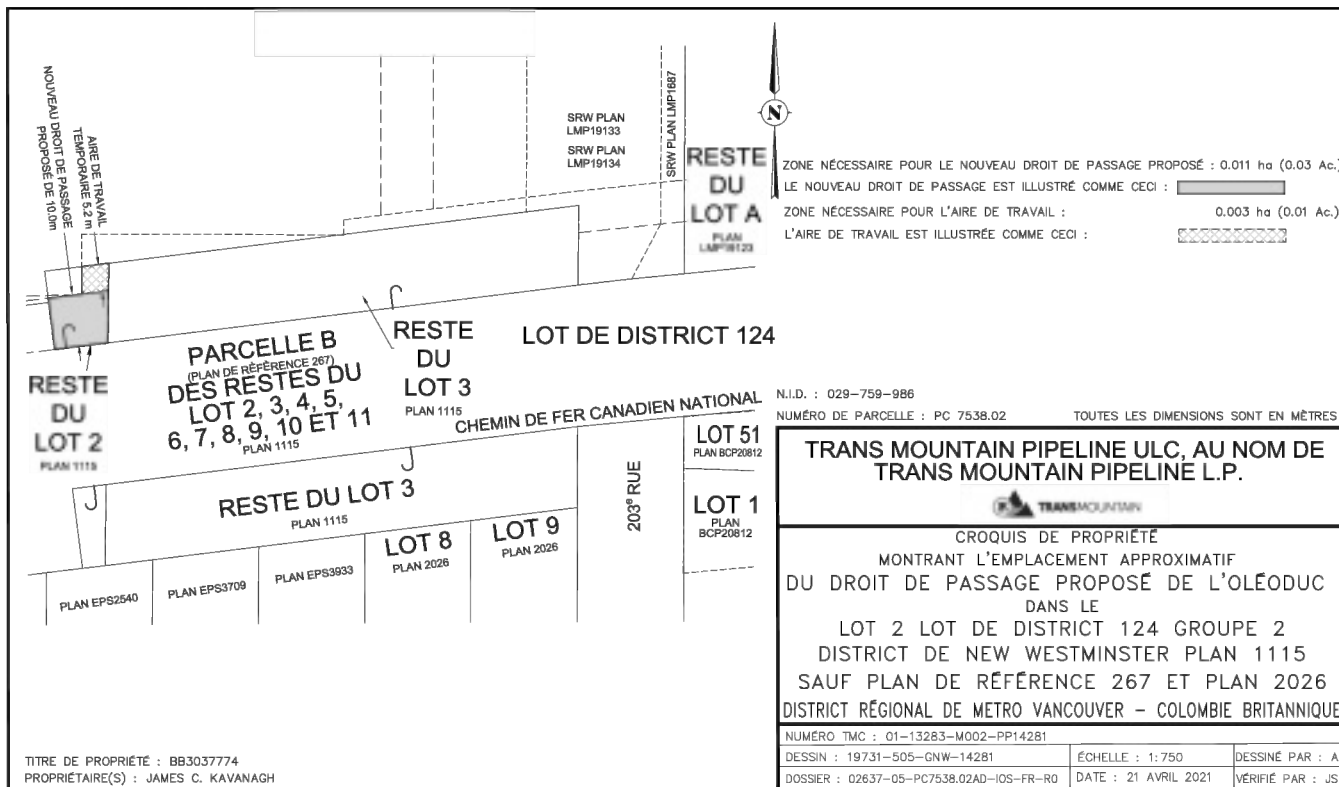 NOUVEAU DROIT DE PASSAGE
PROPOSÉ DE 10.0m
AIRE DE TRAVAIL
TEMPORAIRE 5.2 m
SRW PLAN
LMP19133
SRW PLAN
LMP19134
SRW PLAN LMP1687
RESTE
DU
LOT A
PLAN
N
ZONE NÉCESSAIRE POUR LE NOUVEAU DROIT DE PASSAGE PROPOSÉ : 0.011 ha (0.03 Ac.)
LE NOUVEAU DROIT DE PASSAGE EST ILLUSTRÉ COMME CECI :
ZONE NÉCESSAIRE POUR L'AIRE DE TRAVAIL : 0.003 ha (0.01 Ac.)
L'AIRE DE TRAVAIL EST ILLUSTRÉE COMME CECI :
RESTE
DU
LOT 2
PLAN 1115
PARCELLE B
(PLAN DE RÉFÉRENCE 267)
DES RESTES DU
LOT 2, 3, 4, 5,
6, 7, 8, 9, 10 ET 11
PLAN 1115
RESTE
DU
LOT 3
PLAN 1115
LOT DE DISTRICT 124
CHEMIN DE FER CANADIEN NATIONAL
RESTE DU LOT 3
PLAN 1115
PLAN EPS2540
PLAN EPS3709
PLAN EPS3933
LOT 8
PLAN 2026
LOT 9
PLAN 2026
203e RUE
LOT 51
PLAN BCP20812
LOT 1
PLAN
BCP20812
N.I.D. : 029-759-986
NUMÉRO DE PARCELLE : PC 7538.02 TOUTES LES DIMENSIONS SONT EN MÈTRES
TRANS MOUNTAIN PIPELINE ULC, AU NOM DE
TRANS MOUNTAIN PIPELINE L.P.
TRANSMOUNTAIN
CROQUIS DE PROPRIÉTÉ
MONTRANT L'EMPLACEMENT APPROXIMATIF
DU DROIT DE PASSAGE PROPOSÉ DE L'OLÉODUC
DANS LE
LOT 2 LOT DE DISTRICT 124 GROUPE 2
DISTRICT DE NEW WESTMINSTER PLAN 1115
SAUF PLAN DE RÉFÉRENCE 267 ET PLAN 2026
DISTRICT RÉGIONAL DE METRO VANCOUVER – COLOMBIE BRITANNIQUE
NUMÉRO TMC : 01-13283-M002-PP14281
DESSIN : 19731-505-GNW-14281 ÉCHELLE : 1:750 DESSINÉ PAR : A
DOSSIER : 02637-05-PC7538.02AD-IOS-FR-R0 DATE : 21 AVRIL 2021 VÉRIFIÉ PAR : JS
TITRE DE PROPRIÉTÉ : BB3037774
PROPRIÉTAIRE(S) : JAMES C. KAVANAGH